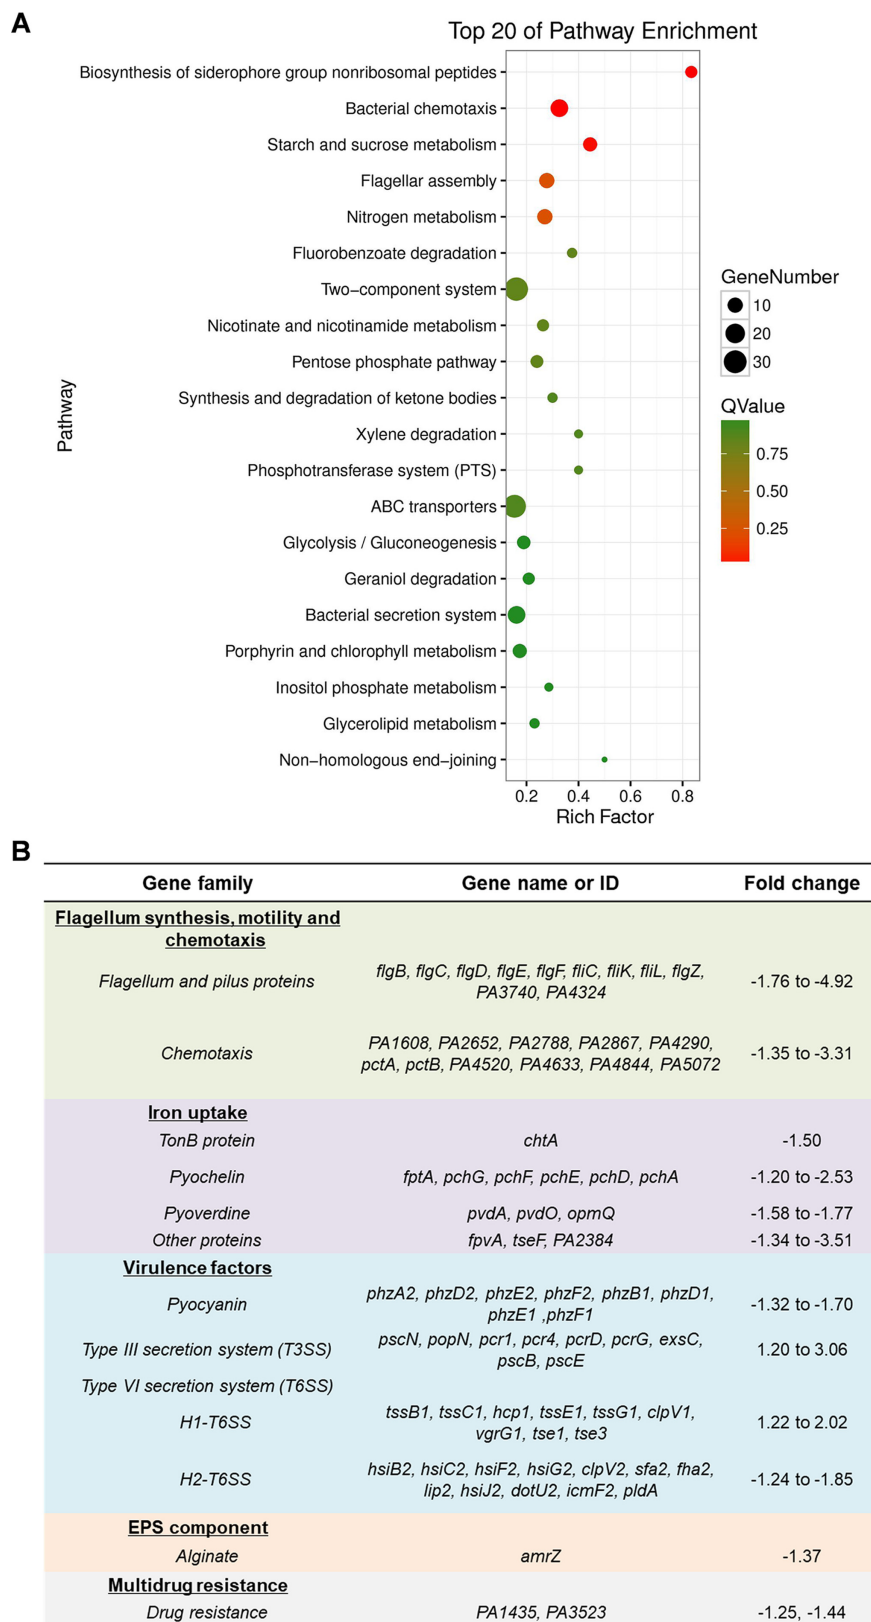 A
Top 20 of Pathway Enrichment
Biosynthesis of siderophore group nonribosomal peptides
Bacterial chemotaxis
Starch and sucrose metabolism
Flagellar assembly
Nitrogen metabolism
Fluorobenzoate degradation
Two−component system
Nicotinate and nicotinamide metabolism
Pentose phosphate pathway
Synthesis and degradation of ketone bodies
Xylene degradation
Phosphotransferase system (PTS)
ABC transporters
Glycolysis / Gluconeogenesis
Geraniol degradation
Bacterial secretion system
Porphyrin and chlorophyll metabolism
Inositol phosphate metabolism
Glycerolipid metabolism
Non−homologous end−joining
Pathway
0.2 0.4 0.6 0.8
Rich Factor
GeneNumber
10
20
30
QValue
0.75
0.50
0.25
B
Gene family Gene name or ID Fold change
Flagellum synthesis, motility and
chemotaxis
Flagellum and pilus proteins
flgB, flgC, flgD, flgE, flgF, fliC, fliK, fliL, flgZ,
PA3740, PA4324
-1.76 to -4.92
Chemotaxis
PA1608, PA2652, PA2788, PA2867, PA4290,
pctA, pctB, PA4520, PA4633, PA4844, PA5072
-1.35 to -3.31
Iron uptake
TonB protein chtA -1.50
Pyochelin fptA, pchG, pchF, pchE, pchD, pchA -1.20 to -2.53
Pyoverdine pvdA, pvdO, opmQ -1.58 to -1.77
Other proteins fpvA, tseF, PA2384 -1.34 to -3.51
Virulence factors
Pyocyanin
phzA2, phzD2, phzE2, phzF2, phzB1, phzD1,
phzE1 ,phzF1
-1.32 to -1.70
Type III secretion system (T3SS)
pscN, popN, pcr1, pcr4, pcrD, pcrG, exsC,
pscB, pscE
1.20 to 3.06
Type VI secretion system (T6SS)
H1-T6SS
tssB1, tssC1, hcp1, tssE1, tssG1, clpV1,
vgrG1, tse1, tse3
1.22 to 2.02
H2-T6SS
hsiB2, hsiC2, hsiF2, hsiG2, clpV2, sfa2, fha2,
lip2, hsiJ2, dotU2, icmF2, pldA
-1.24 to -1.85
EPS component
Alginate amrZ -1.37
Multidrug resistance
Drug resistance PA1435, PA3523 -1.25, -1.44